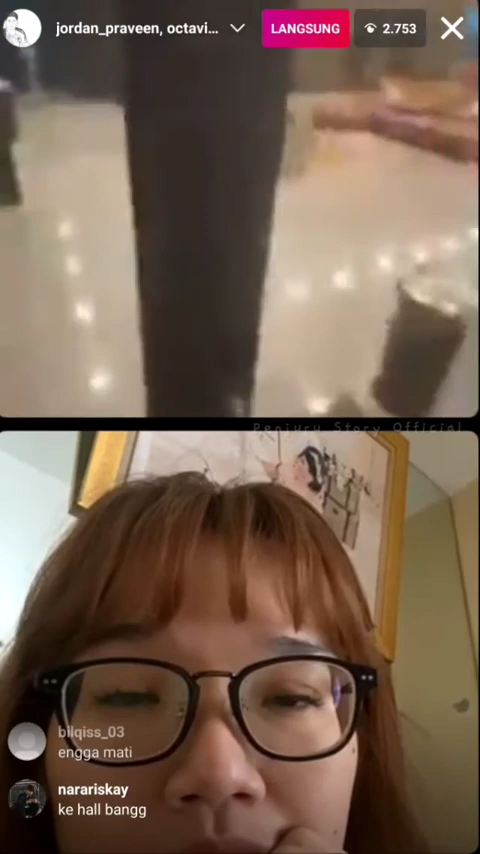 jordan_praveen, octavi...
LANGSUNG
2.753
Penjuru Story Official
bilqiss_03
engga mati
narariskay
ke hall bangg